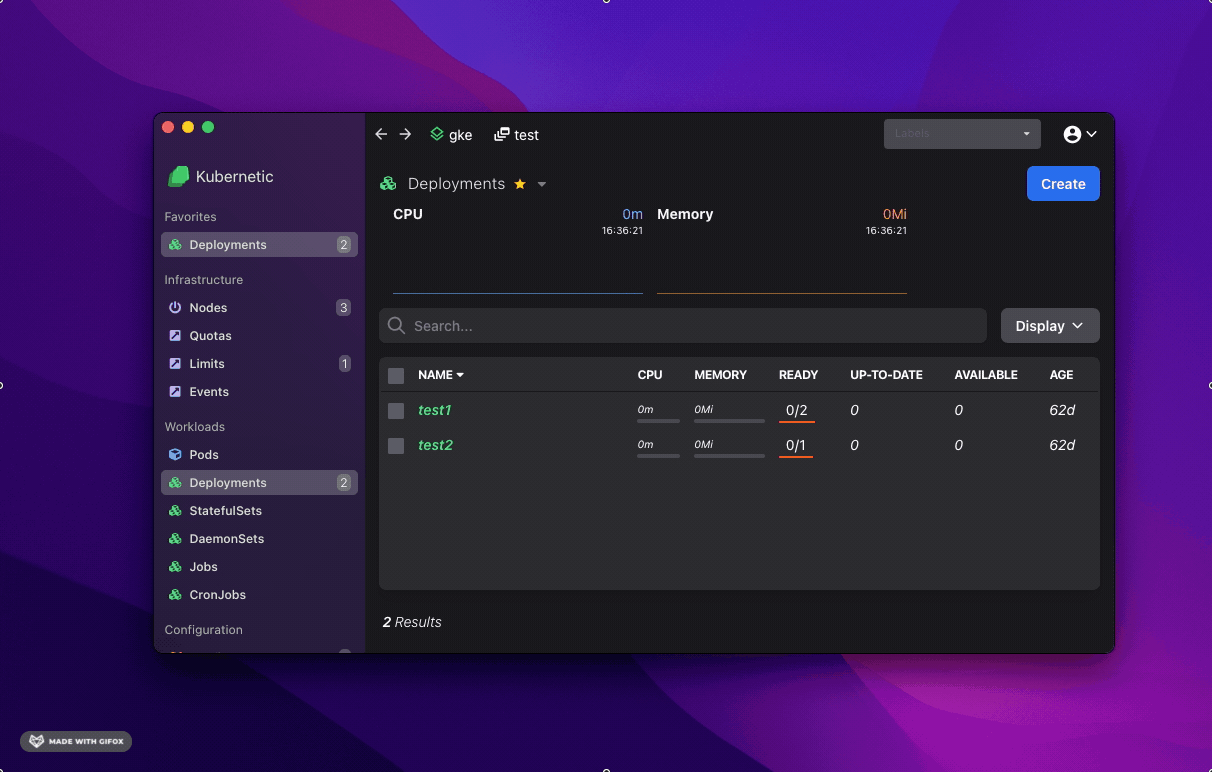 gke test Labels
Kubernetic
Deployments Create
Favorites
CPU 0m Memory 0Mi
16:36:21 16:36:21
Deployments 2
Infrastructure
Nodes 3
Quotas
Search... Display
Limits 1
NAME CPU MEMORY READY UP-TO-DATE AVAILABLE AGE
Events
test1 0m 0Mi 0/2 0 0 62d
Workloads
test2 0m 0Mi 0/1 0 0 62d
Pods
Deployments 2
StatefulSets
DaemonSets
Jobs
CronJobs
2 Results
Configuration
MADE WITH GIFOX